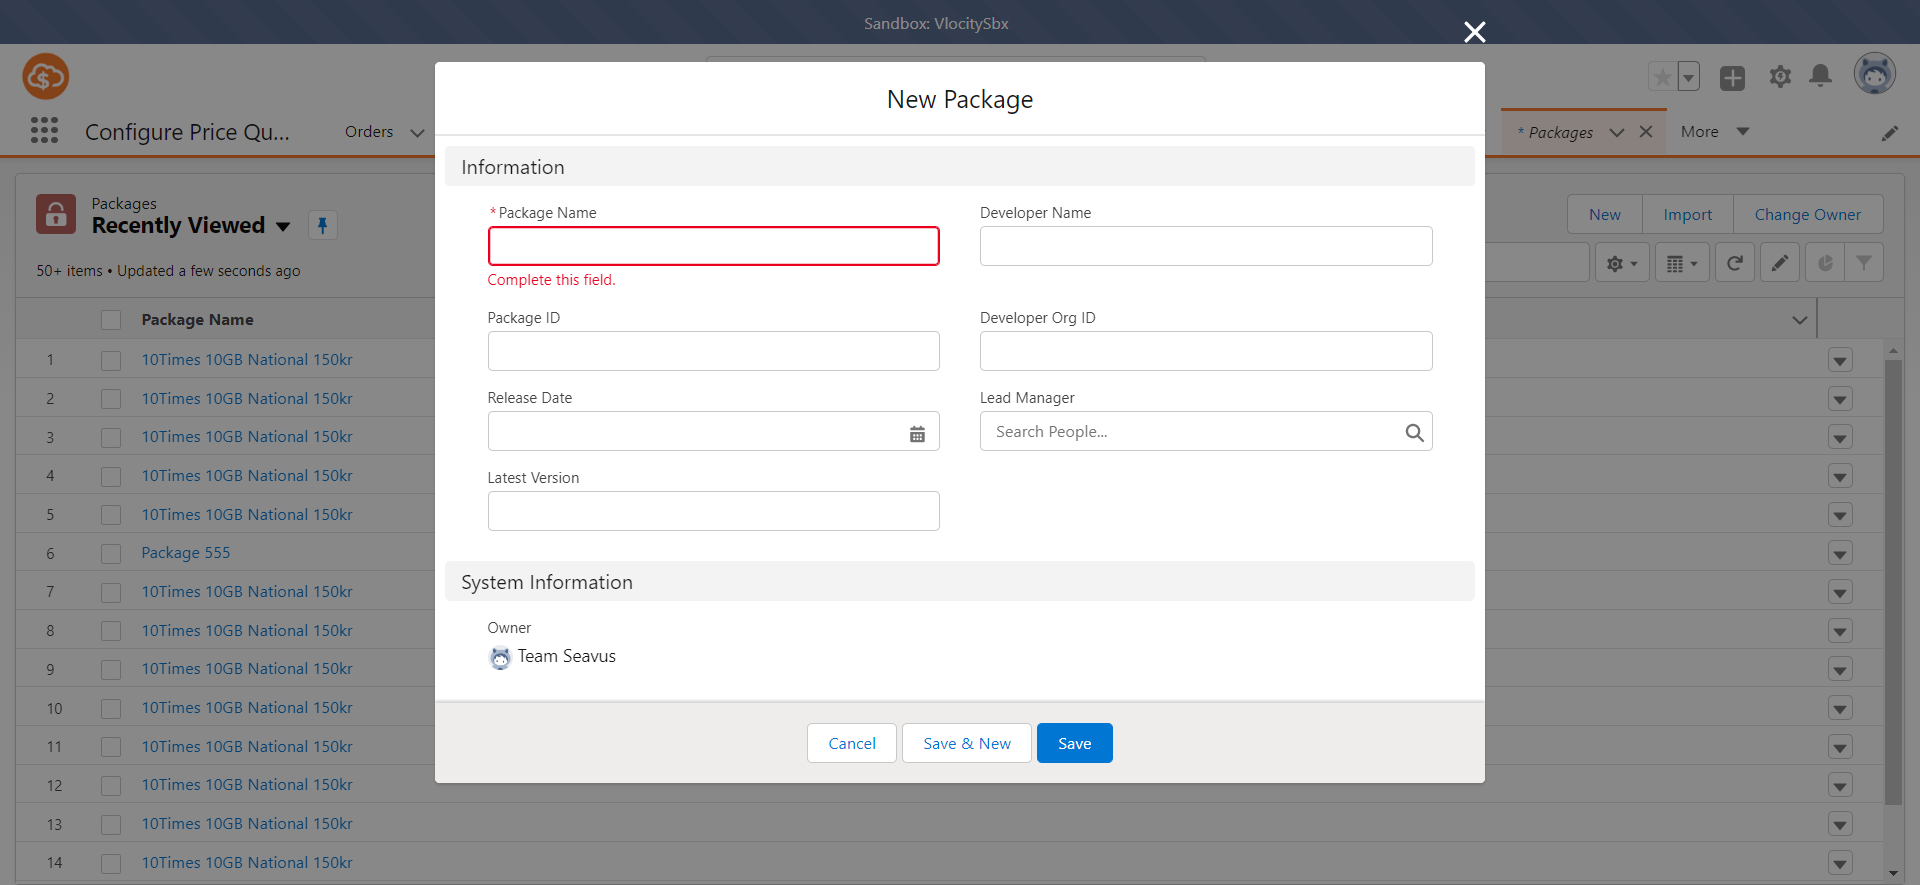 Sandbox: VlocitySbx
Configure Price Qu...
Orders
* Packages
More
Packages
Recently Viewed
50+ items • Updated a few seconds ago
New
Import
Change Owner
Package Name
1 10Times 10GB National 150kr
2 10Times 10GB National 150kr
3 10Times 10GB National 150kr
4 10Times 10GB National 150kr
5 10Times 10GB National 150kr
6 Package 555
7 10Times 10GB National 150kr
8 10Times 10GB National 150kr
9 10Times 10GB National 150kr
10 10Times 10GB National 150kr
11 10Times 10GB National 150kr
12 10Times 10GB National 150kr
13 10Times 10GB National 150kr
14 10Times 10GB National 150kr
New Package
Information
*Package Name
Developer Name
Complete this field.
Package ID
Developer Org ID
Release Date
Lead Manager
Search People...
Latest Version
System Information
Owner
Team Seavus
Cancel
Save & New
Save